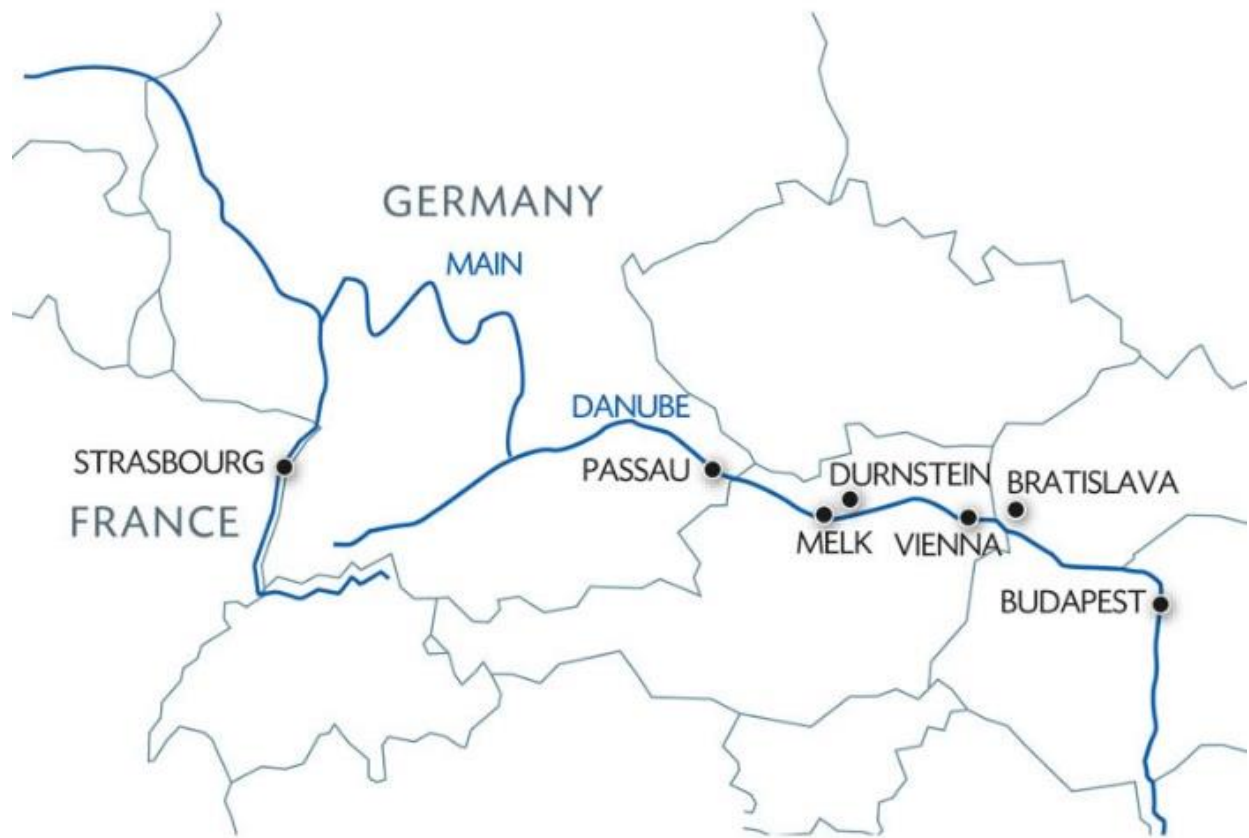 GERMANY
MAIN
DANUBE
STRASBOURG
PASSAU
DURNSTEIN
BRATISLAVA
FRANCE
MELK
VIENNA
BUDAPEST